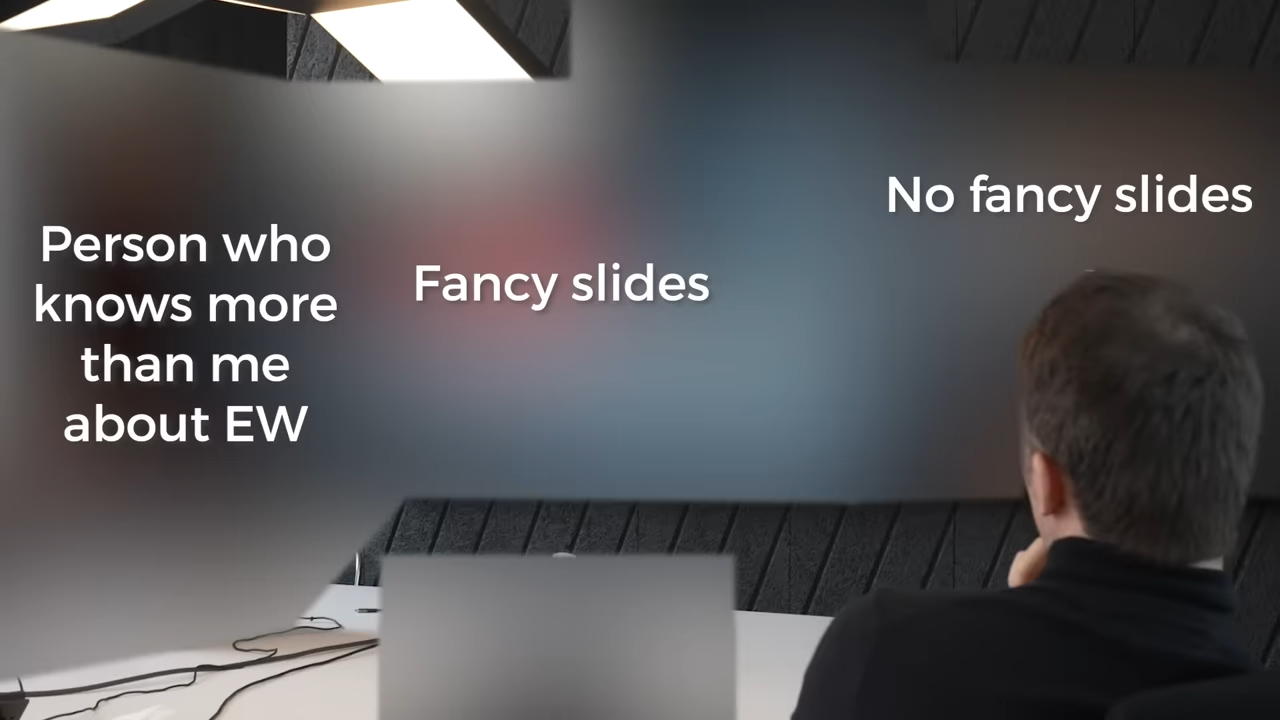 Person who
knows more
than me
about EW
Fancy slides
No fancy slides